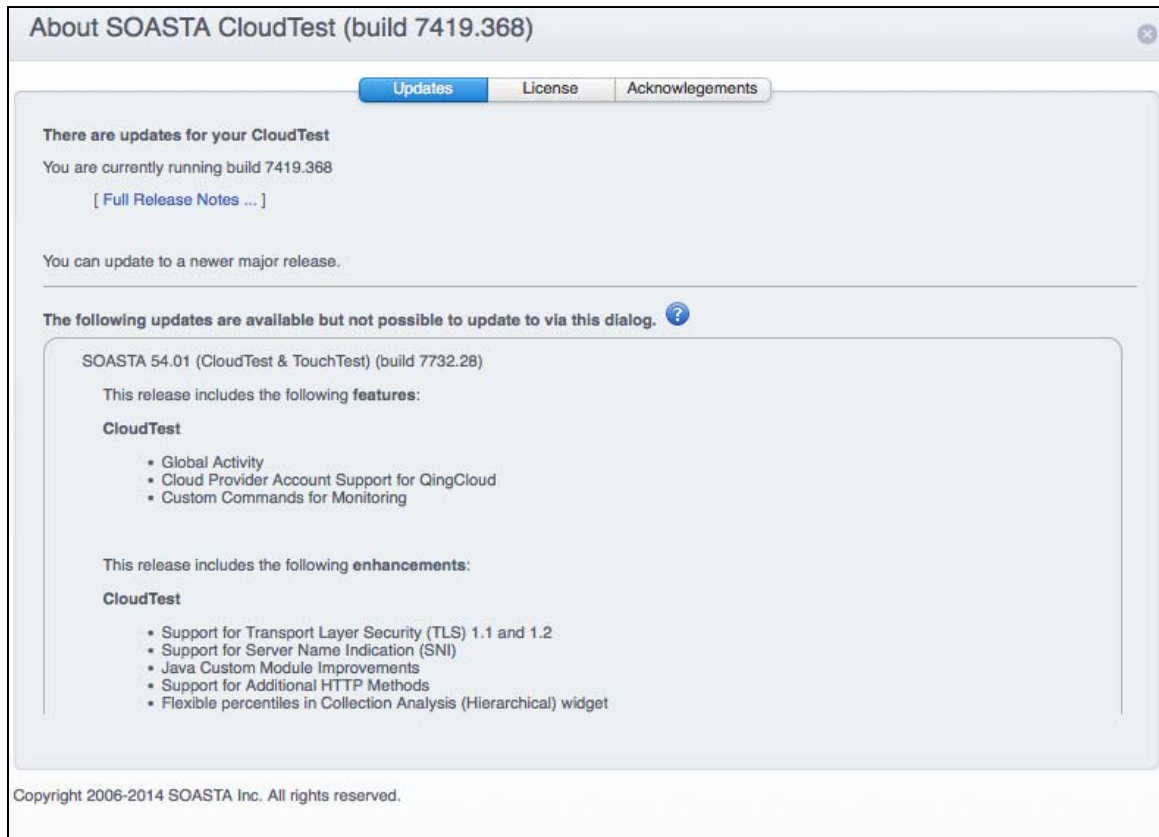 About SOASTA CloudTest (build 7419.368)
Updates
License
Acknowlegements
There are updates for your CloudTest
You are currently running build 7419.368
[ Full Release Notes ... ]
You can update to a newer major release.
The following updates are available but not possible to update to via this dialog. ?
SOASTA 54.01 (CloudTest & TouchTest) (build 7732.28)
This release includes the following features:
CloudTest
• Global Activity
• Cloud Provider Account Support for QingCloud
• Custom Commands for Monitoring
This release includes the following enhancements:
CloudTest
• Support for Transport Layer Security (TLS) 1.1 and 1.2
• Support for Server Name Indication (SNI)
• Java Custom Module Improvements
• Support for Additional HTTP Methods
• Flexible percentiles in Collection Analysis (Hierarchical) widget
Copyright 2006-2014 SOASTA Inc. All rights reserved.